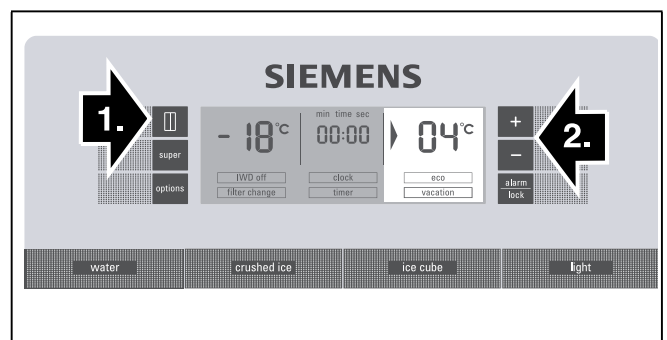 SIEMENS
1.
2.
super
options
- 18°C
min time sec
00:00
04°C
+
−
alarm
lock
IWD off
clock
eco
filter change
timer
vacation
water
crushed ice
ice cube
light